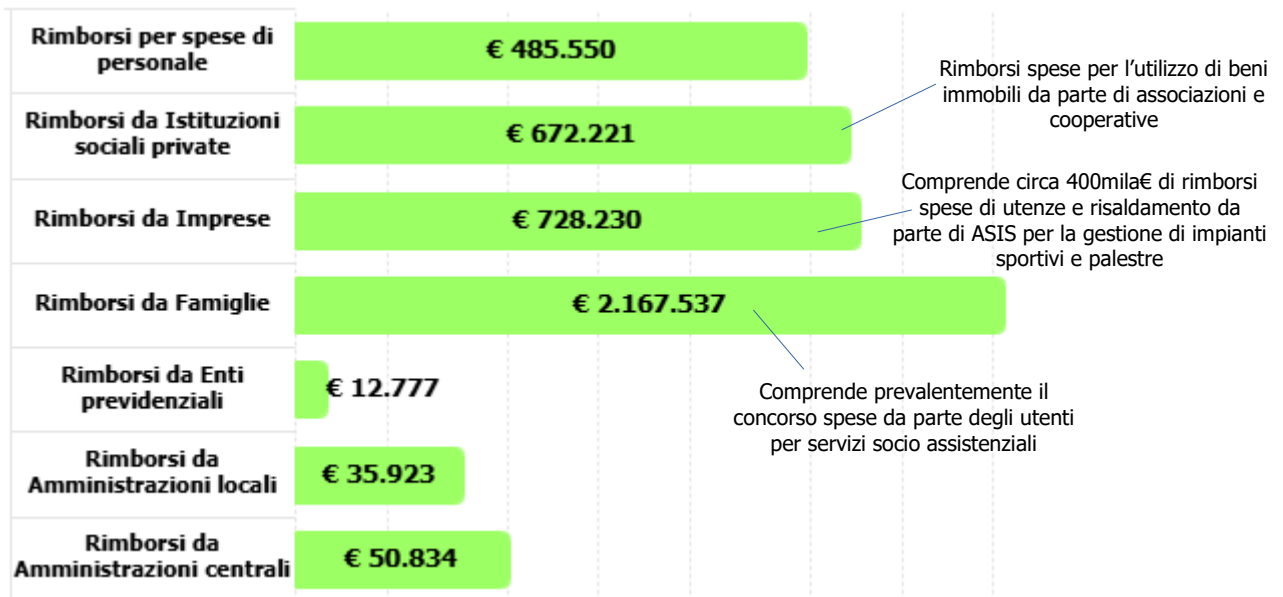 Rimborsi per spese di
personale
€ 485.550
Rimborsi da Istituzioni
sociali private
€ 672.221
Rimborsi spese per l'utilizzo di beni
immobili da parte di associazioni e
cooperative
Rimborsi da Imprese
€ 728.230
Comprende circa 400mila€ di rimborsi
spese di utenze e risaldamento da
parte di ASIS per la gestione di impianti
sportivi e palestre
Rimborsi da Famiglie
€ 2.167.537
Comprende prevalentemente il
concorso spese da parte degli utenti
per servizi socio assistenziali
Rimborsi da Enti
previdenziali
€ 12.777
Rimborsi da
Amministrazioni locali
€ 35.923
Rimborsi da
Amministrazioni centrali
€ 50.834